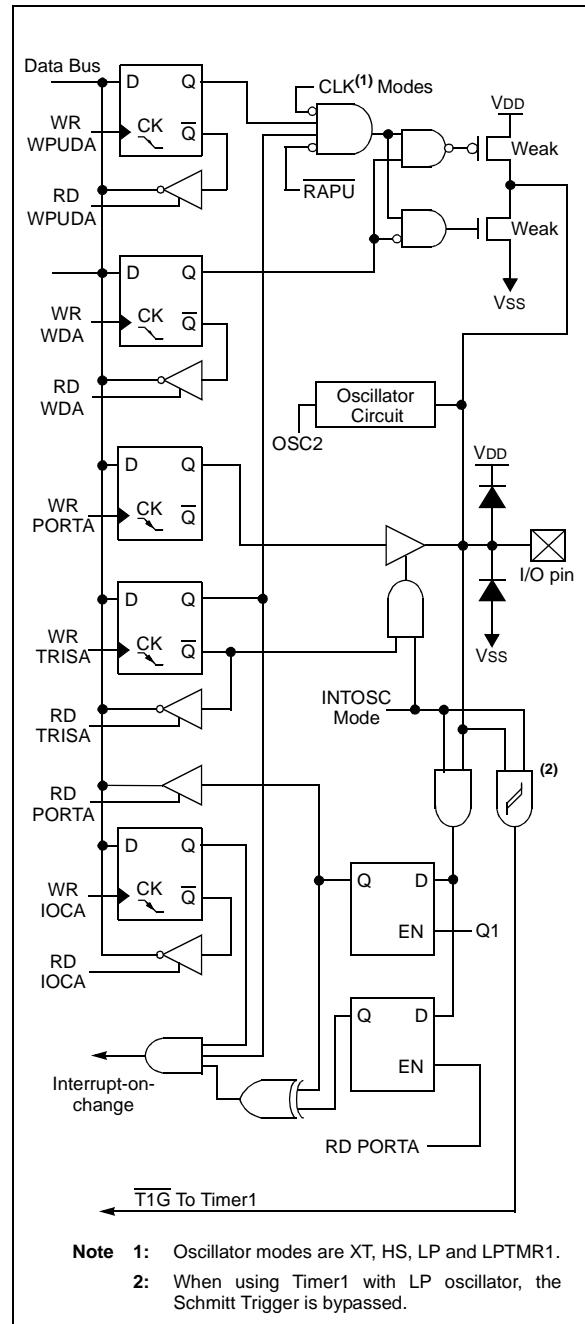 Data Bus
D Q
CK Q
WR
WPUDA
RD
WPUDA
CLK(1) Modes
RAPU
VDD
Weak
Weak
VSS
D Q
CK Q
WR
WDA
RD
WDA
Oscillator
Circuit
OSC2
D Q
CK Q
WR
PORTA
VDD
I/O pin
VSS
D Q
CK Q
WR
TRISA
RD
TRISA
INTOSC
Mode
(2)
RD
PORTA
D Q
CK Q
WR
IOCA
RD
IOCA
Q D
EN
Q1
Q D
EN
RD PORTA
Interrupt-on-
change
T1G To Timer1
Note 1: Oscillator modes are XT, HS, LP and LPTMR1.
2: When using Timer1 with LP oscillator, the
Schmitt Trigger is bypassed.